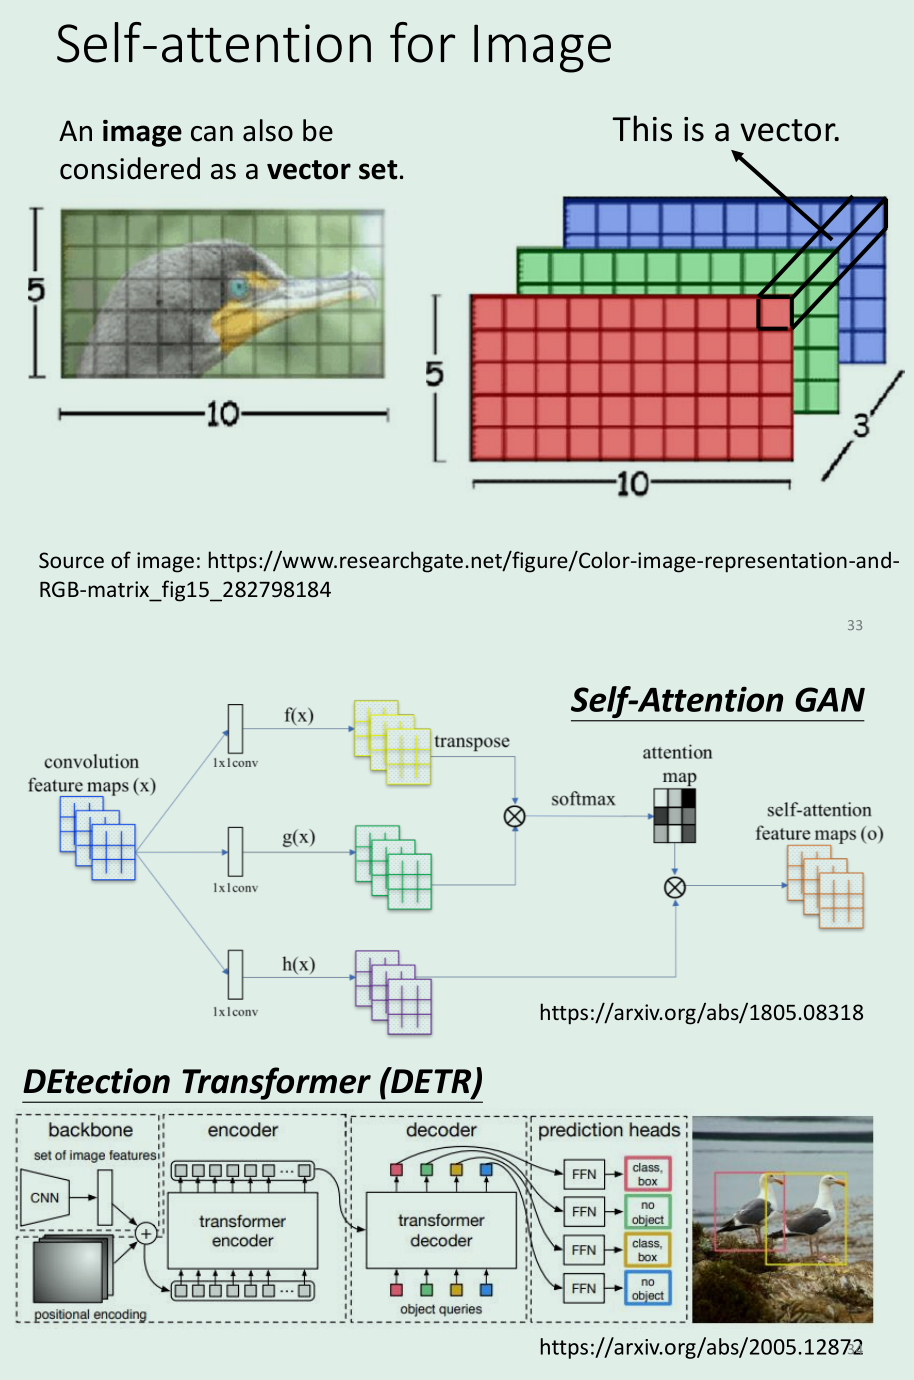 Self-attention for Image
An image can also be
considered as a vector set.
This is a vector.
5
10
5
10
3
Source of image: https://www.researchgate.net/figure/Color-image-representation-and-
RGB-matrix_fig15_282798184
33
Self-Attention GAN
convolution
feature maps (x)
1x1conv
f(x)
transpose
1x1conv
g(x)
1x1conv
h(x)
softmax
attention
map
self-attention
feature maps (o)
https://arxiv.org/abs/1805.08318
DEtection Transformer (DETR)
backbone
set of image features
CNN
+
positional encoding
encoder
...
transformer
encoder
...
decoder
transformer
decoder
object queries
prediction heads
FFN
class,
box
FFN
no
object
FFN
class,
box
FFN
no
object
https://arxiv.org/abs/2005.12872